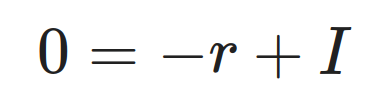 0 = −r + I